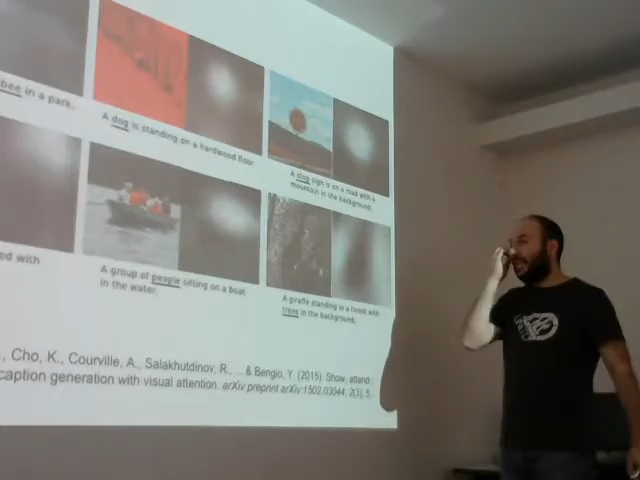 bee in a park.
A dog is standing on a hardwood floor
A stop sign is on a road with a
mountain in the background.
ed with
A group of people sitting on a boat
in the water.
A giraffe standing in a forest with
trees in the background.
., Cho, K., Courville, A., Salakhutdinov, R., ... & Bengio, Y. (2015). Show, attend
caption generation with visual attention. arXiv preprint arXiv:1502.03044, 2(3), 5.